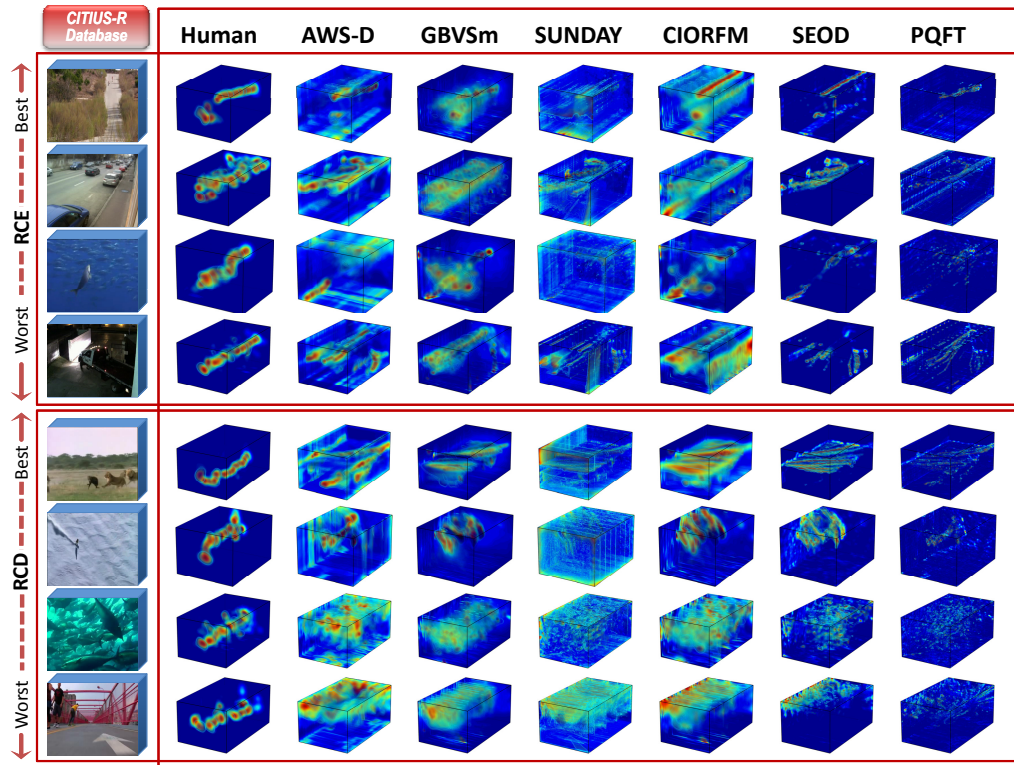 CITIUS-R
Database
Human AWS-D GBVSm SUNDAY CIORFM SEOD PQFT
Worst RCE Best
Worst RCD Best